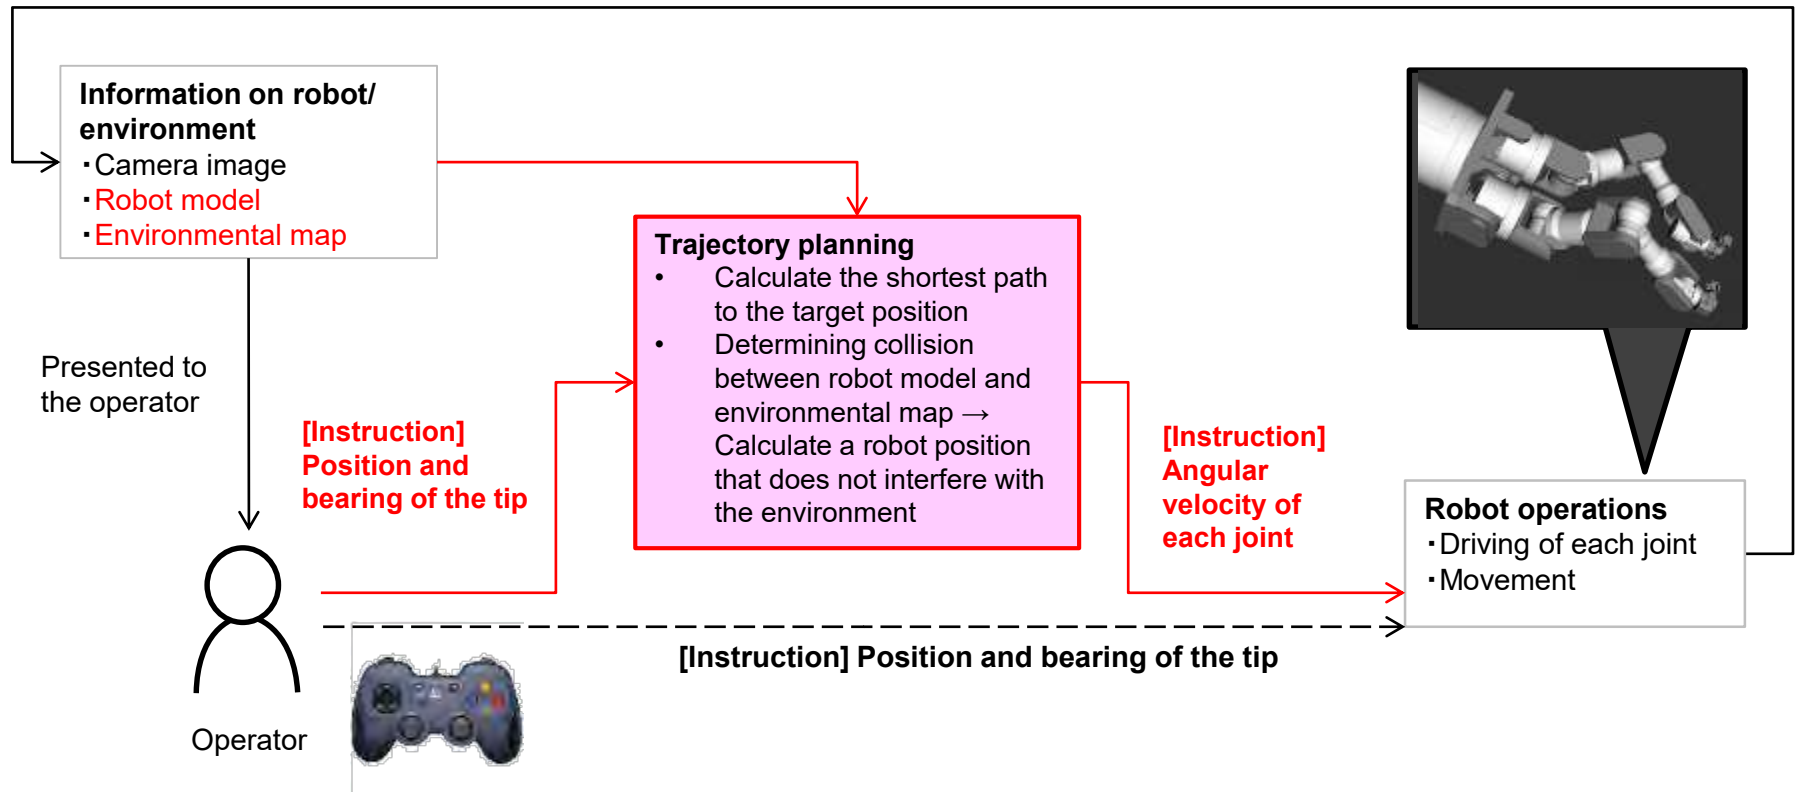 Information on robot/
environment
・Camera image
・Robot model
・Environmental map
Presented to
the operator
[Instruction]
Position and
bearing of the tip
Operator
Trajectory planning
• Calculate the shortest path
to the target position
• Determining collision
between robot model and
environmental map →
Calculate a robot position
that does not interfere with
the environment
[Instruction]
Angular
velocity of
each joint
[Instruction] Position and bearing of the tip
Robot operations
・Driving of each joint
・Movement